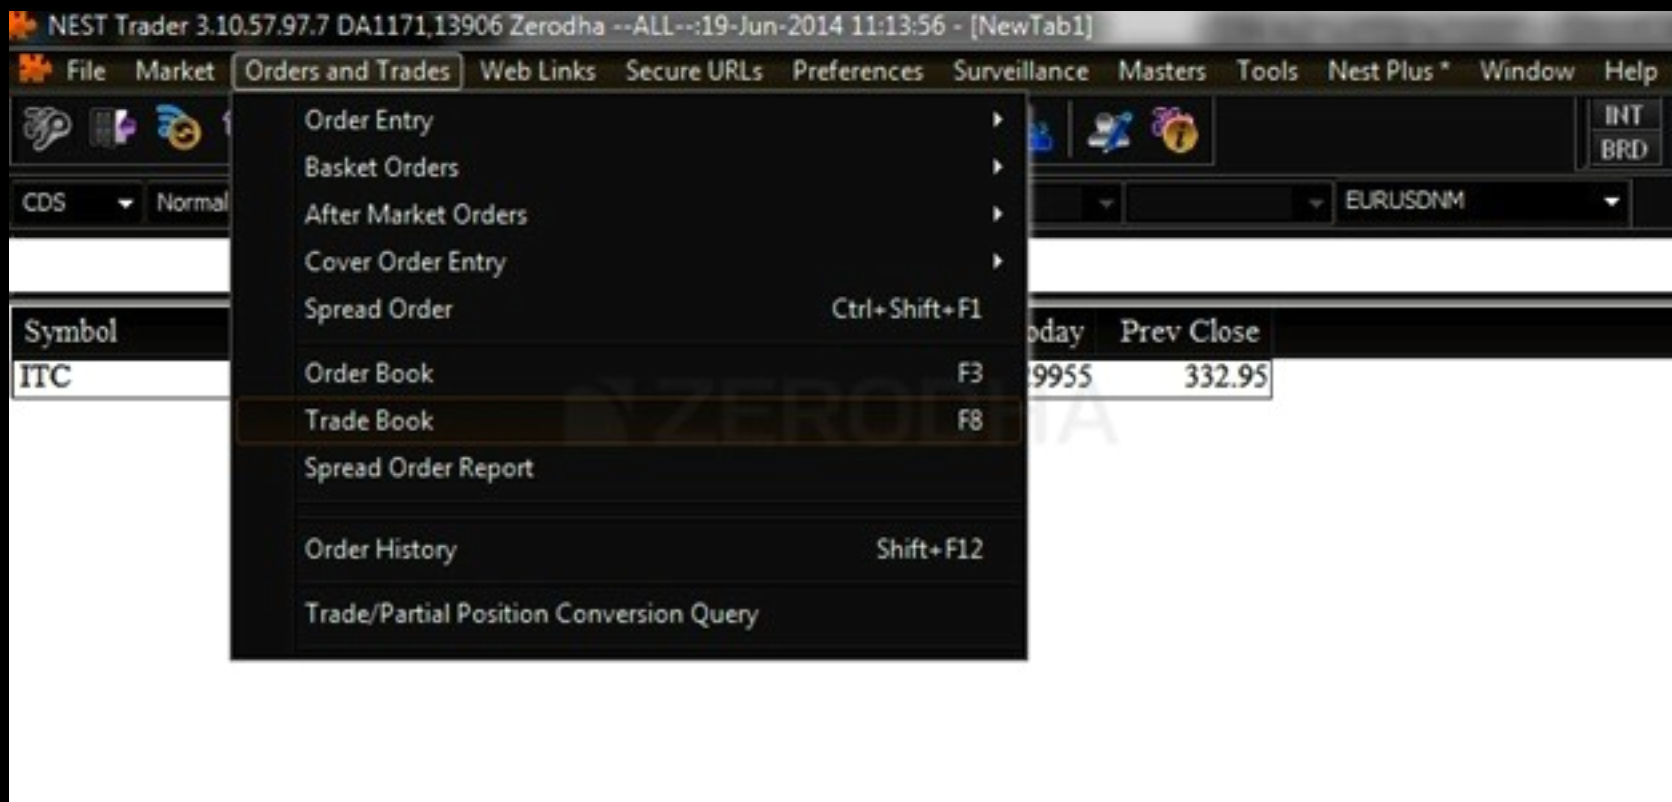 NEST Trader 3.10.57.97.7 DA1171,13906 Zerodha --ALL--:19-Jun-2014 11:13:56 - [NewTab1]
File Market Orders and Trades Web Links Secure URLs Preferences Surveillance Masters Tools Nest Plus * Window Help
INT
BRD
CDS Normal EURUSDNM
Order Entry
Basket Orders
After Market Orders
Cover Order Entry
Spread Order Ctrl+Shift+F1
Symbol oday Prev Close
ITC 9955 332.95
Order Book F3
Trade Book F8
ZERODHA
Spread Order Report
Order History Shift+F12
Trade/Partial Position Conversion Query